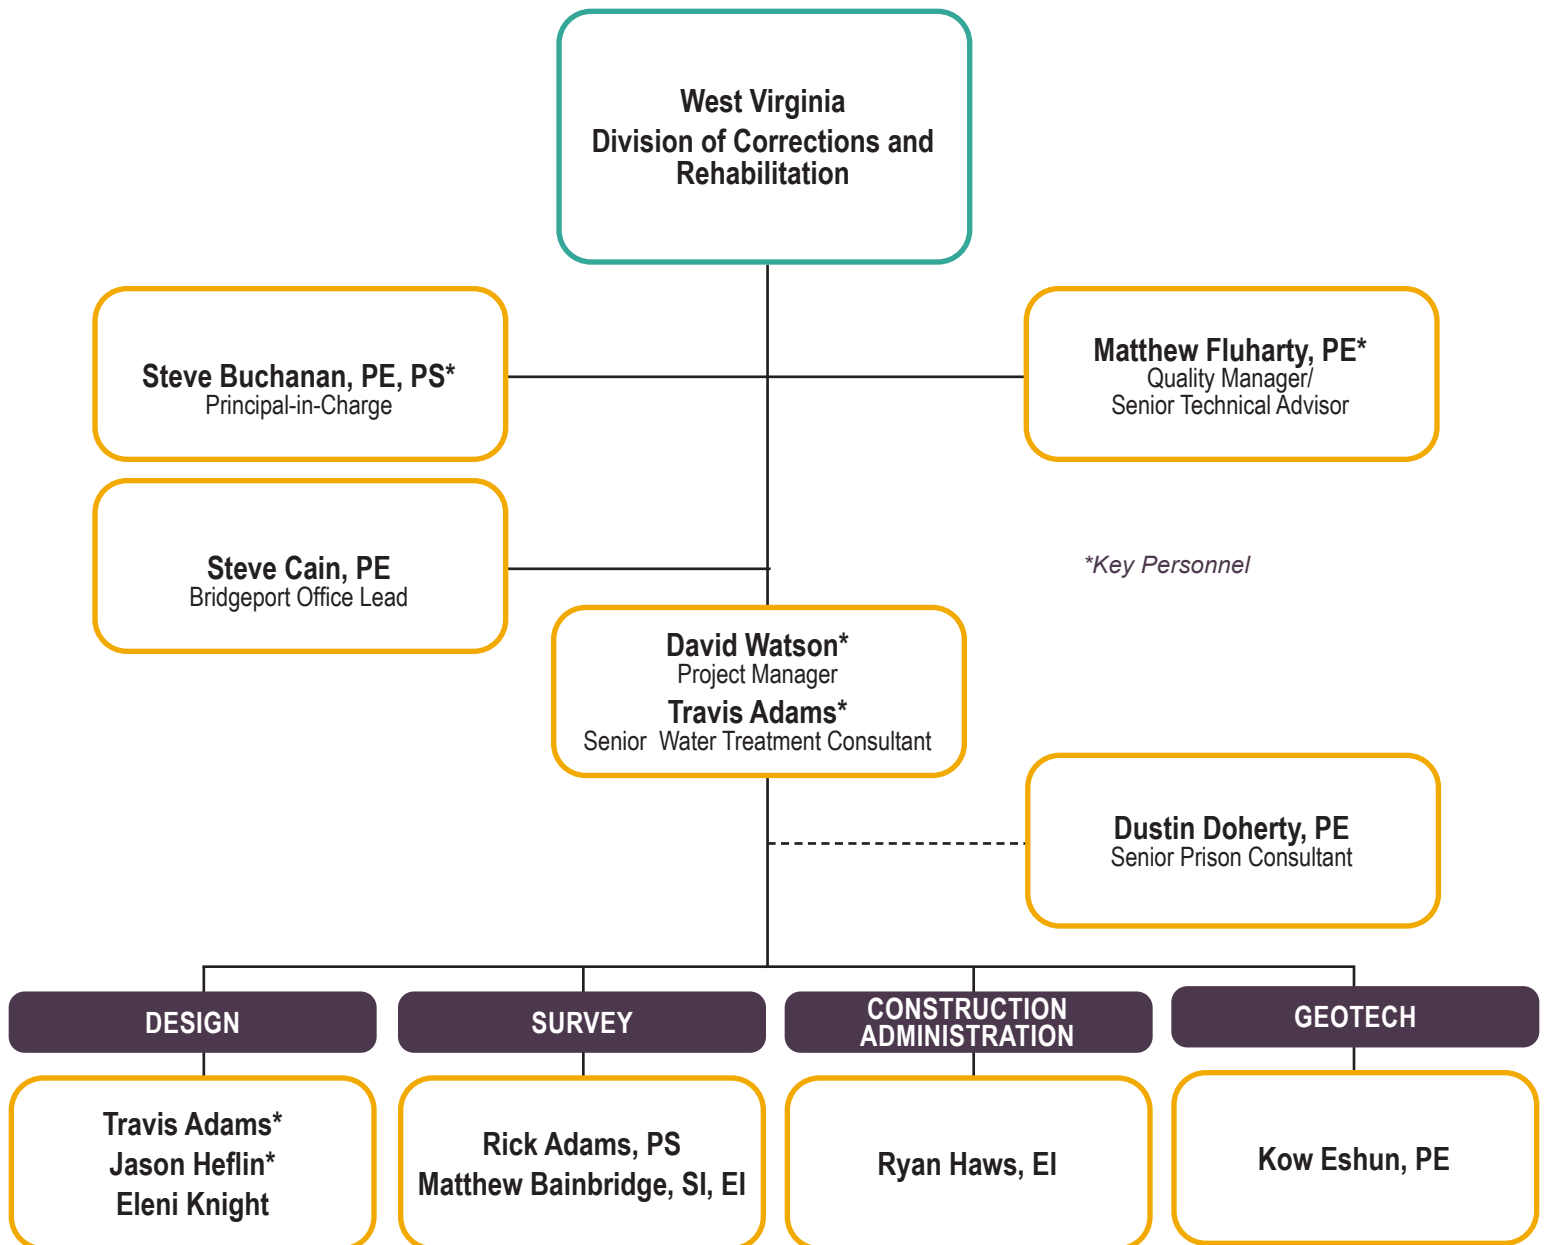 West Virginia
Division of Corrections and
Rehabilitation
Steve Buchanan, PE, PS*
Principal-in-Charge
Matthew Fluharty, PE*
Quality Manager/
Senior Technical Advisor
Steve Cain, PE
Bridgeport Office Lead
*Key Personnel
David Watson*
Project Manager
Travis Adams*
Senior Water Treatment Consultant
Dustin Doherty, PE
Senior Prison Consultant
DESIGN
Travis Adams*
Jason Heflin*
Eleni Knight
SURVEY
Rick Adams, PS
Matthew Bainbridge, SI, EI
CONSTRUCTION
ADMINISTRATION
Ryan Haws, EI
GEOTECH
Kow Eshun, PE